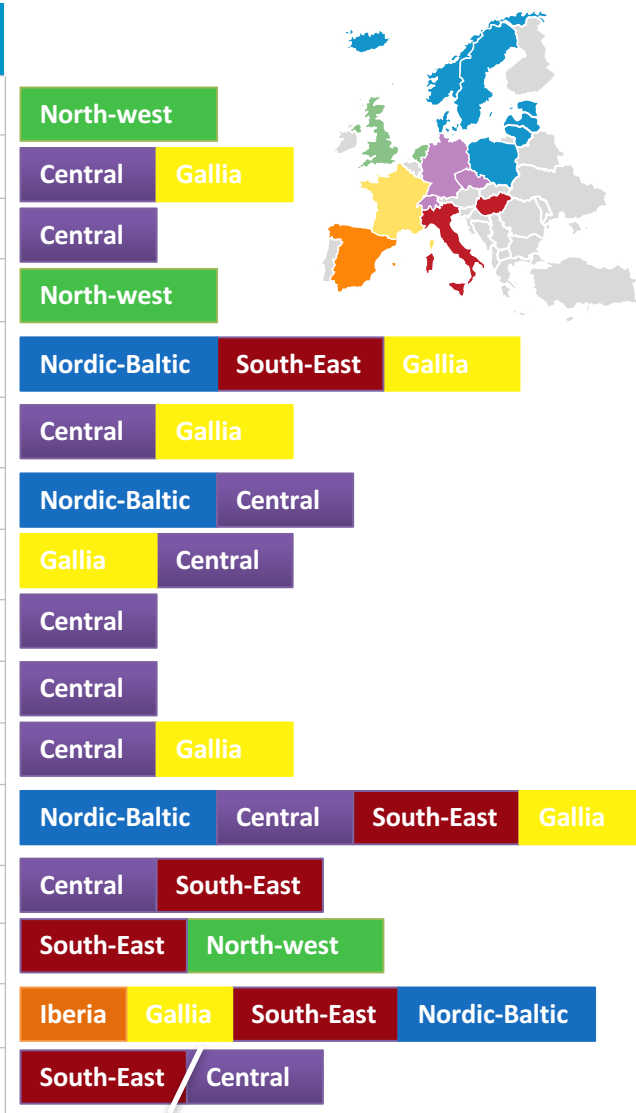 North-west
Central Gallia
Central
North-west
Nordic-Baltic South-East Gallia
Central Gallia
Nordic-Baltic Central
Gallia Central
Central
Central
Central Gallia
Nordic-Baltic Central South-East Gallia
Central South-East
South-East North-west
Iberia Gallia South-East Nordic-Baltic
South-East Central